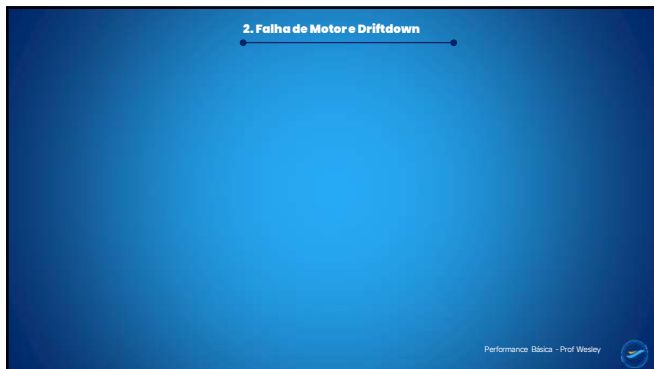 2. Falha de Motor e Driftdown
Performance Básica - Prof Wesley